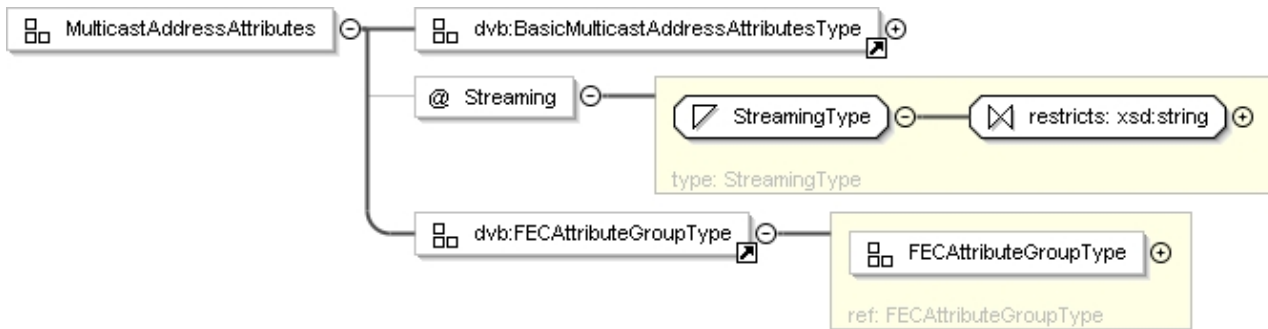 MulticastAddressAttributes
dvb:BasicMulticastAddressAttributesType
@ Streaming
StreamingType
restricts: xsd:string
type: StreamingType
dvb:FECAttributeGroupType
FECAttributeGroupType
ref: FECAttributeGroupType